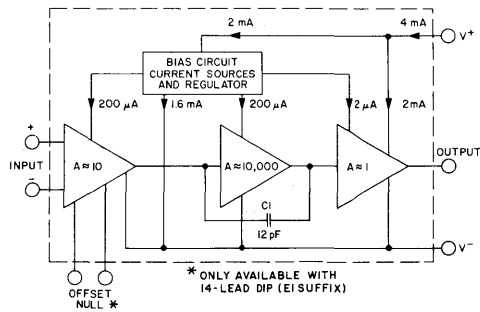 2 mA
4 mA
V+
BIAS CIRCUIT
CURRENT SOURCES
AND REGULATOR
200 μA
1.6 mA
200 μA
2 μA
2mA
+
INPUT
-
A≈10
A≈10,000
A≈1
OUTPUT
C1
12 pF
V-
OFFSET
NULL *
* ONLY AVAILABLE WITH
14-LEAD DIP (E1 SUFFIX)